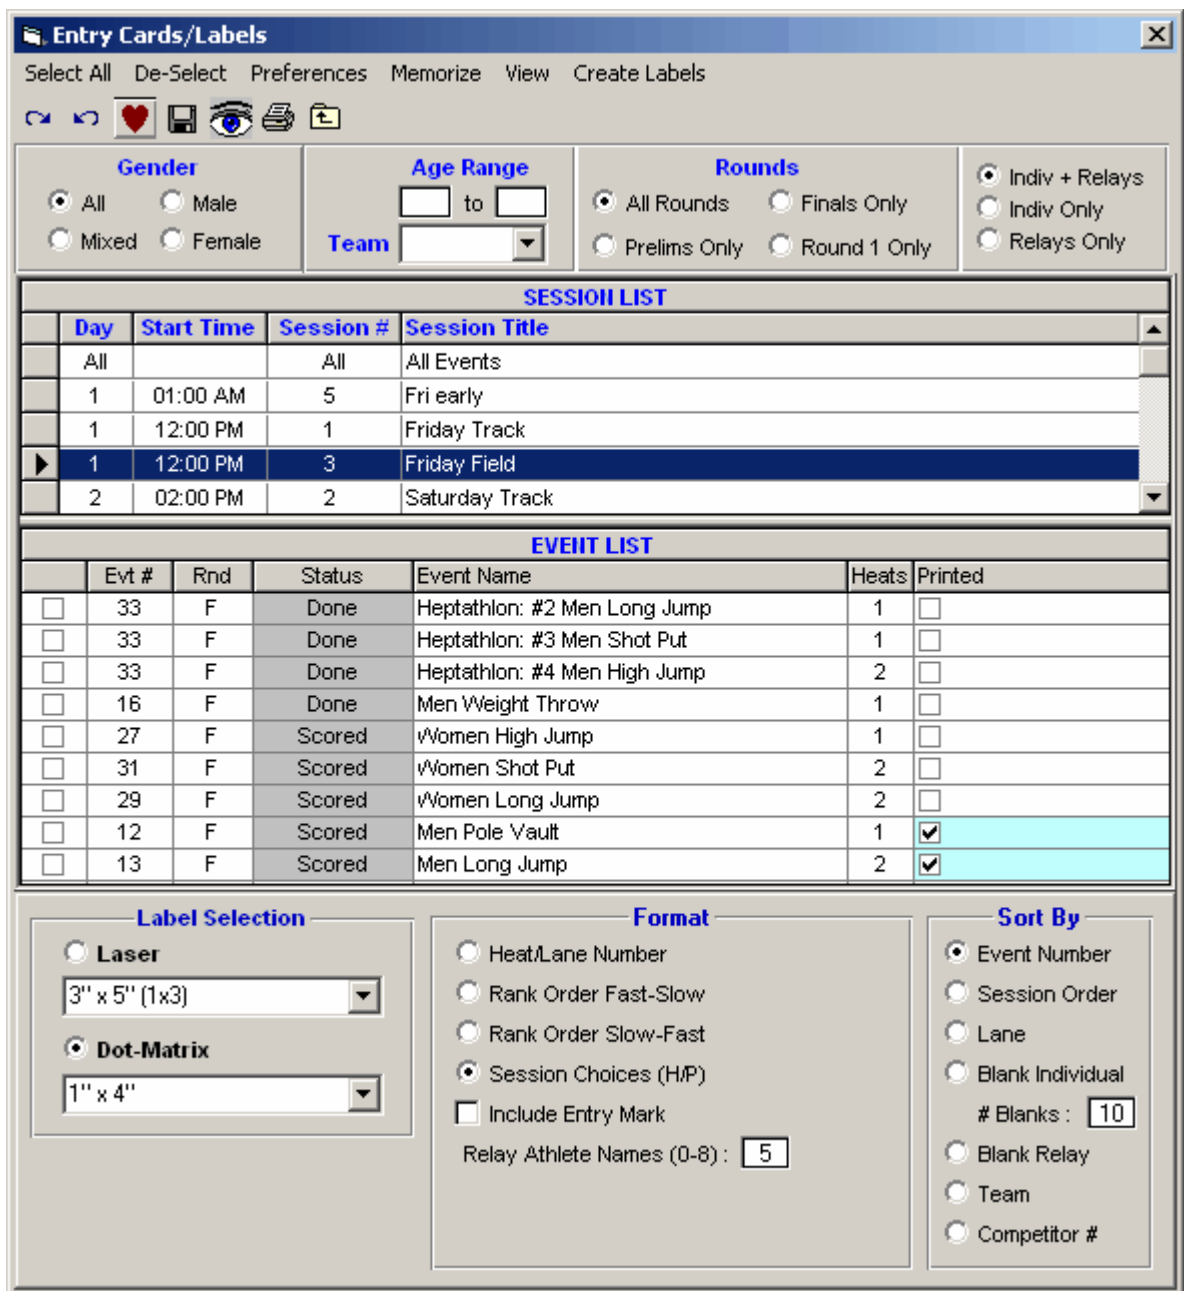 Entry Cards/Labels
Select All De-Select Preferences Memorize View Create Labels
Gender Age Range Rounds
All Male to All Rounds Finals Only Indiv + Relays
Indiv Only
Mixed Female Team Prelims Only Round 1 Only Relays Only
SESSION LIST
Day Start Time Session # Session Title
All All All Events
1 01:00 AM 5 Fri early
1 12:00 PM 1 Friday Track
1 12:00 PM 3 Friday Field
2 02:00 PM 2 Saturday Track
EVENT LIST
Evt # Rnd Status Event Name Heats Printed
33 F Done Heptathlon: #2 Men Long Jump 1
33 F Done Heptathlon: #3 Men Shot Put 1
33 F Done Heptathlon: #4 Men High Jump 2
16 F Done Men Weight Throw 1
27 F Scored Women High Jump 1
31 F Scored Women Shot Put 2
29 F Scored Women Long Jump 2
12 F Scored Men Pole Vault 1
13 F Scored Men Long Jump 2
Label Selection Format Sort By
Laser Heat/Lane Number Event Number
3" x 5" (1x3) Rank Order Fast-Slow Session Order
Rank Order Slow-Fast Lane
Dot-Matrix Session Choices (H/P) Blank Individual
1" x 4" Include Entry Mark # Blanks : 10
Relay Athlete Names (0-8) : 5 Blank Relay
Team
Competitor #